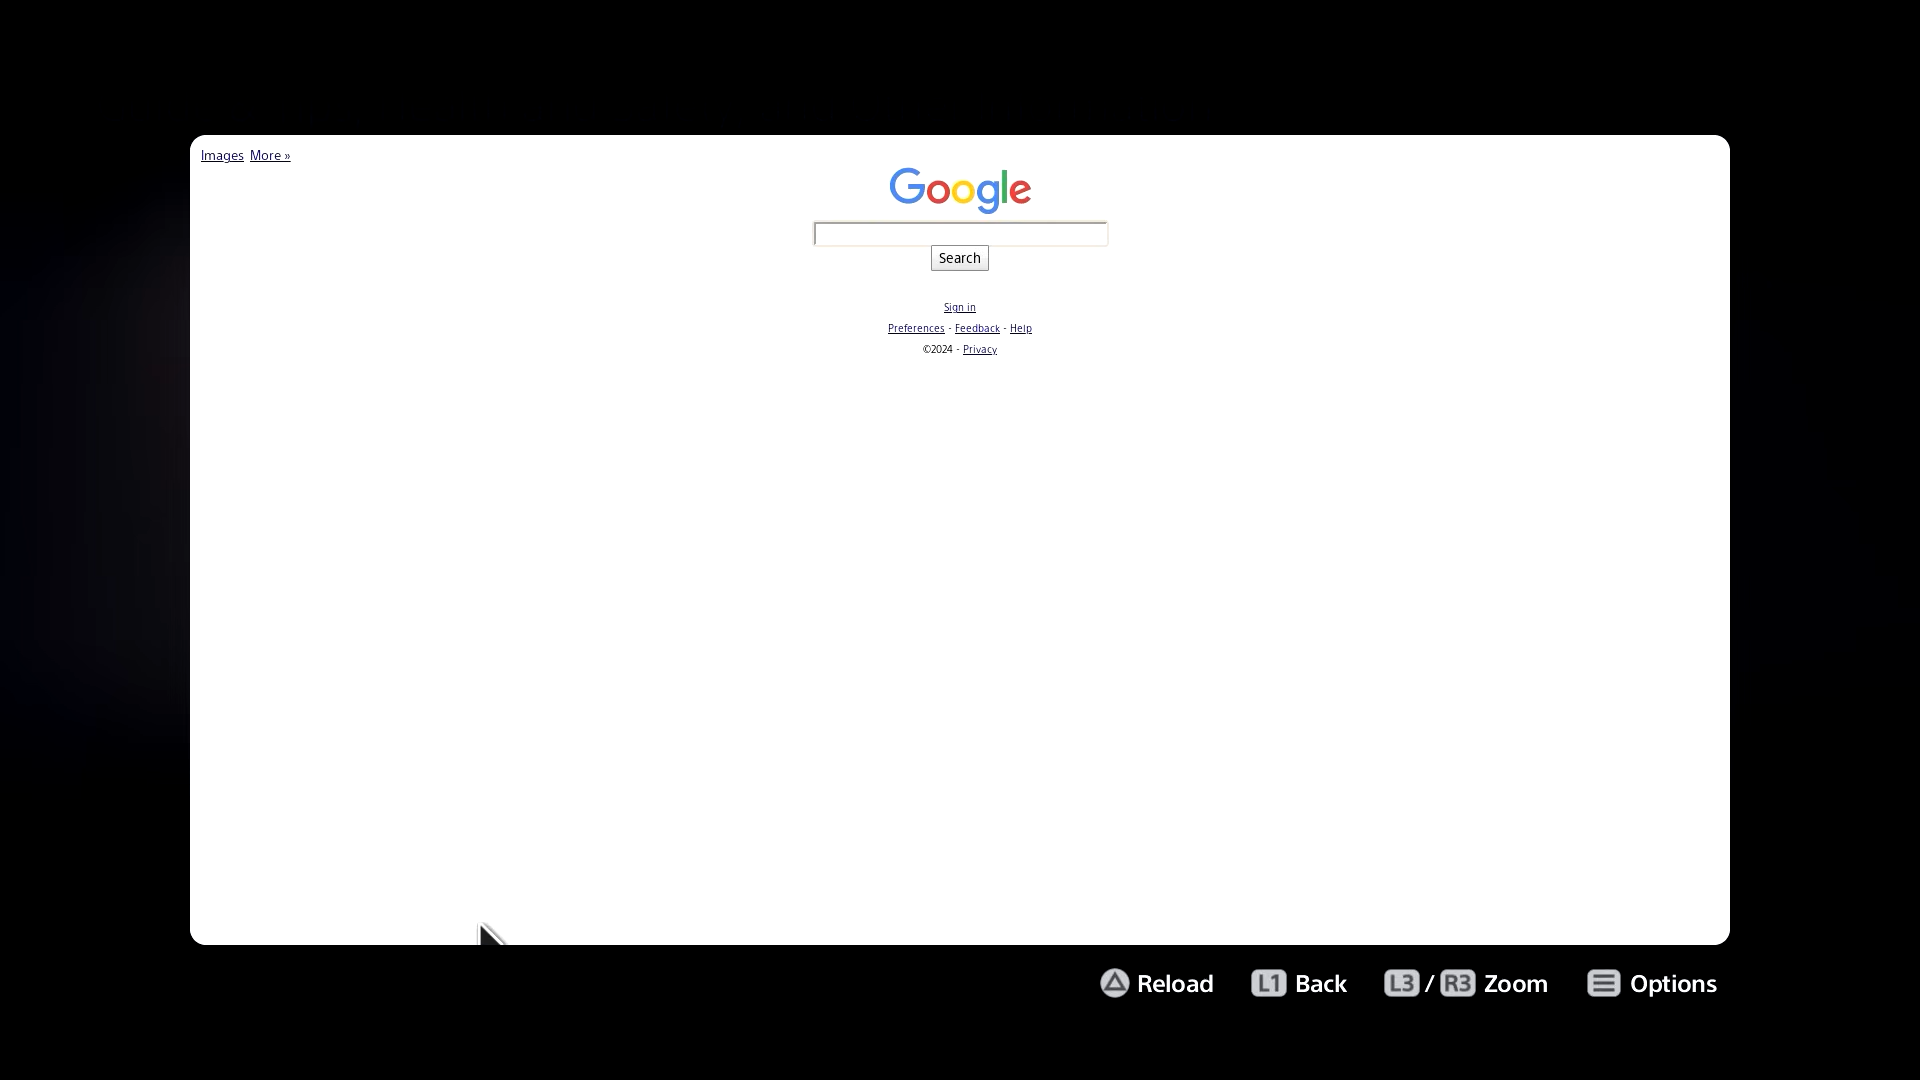 Images More »
Google
Search
Sign in
Preferences - Feedback - Help
©2024 - Privacy
Reload L1 Back L3 / R3 Zoom Options